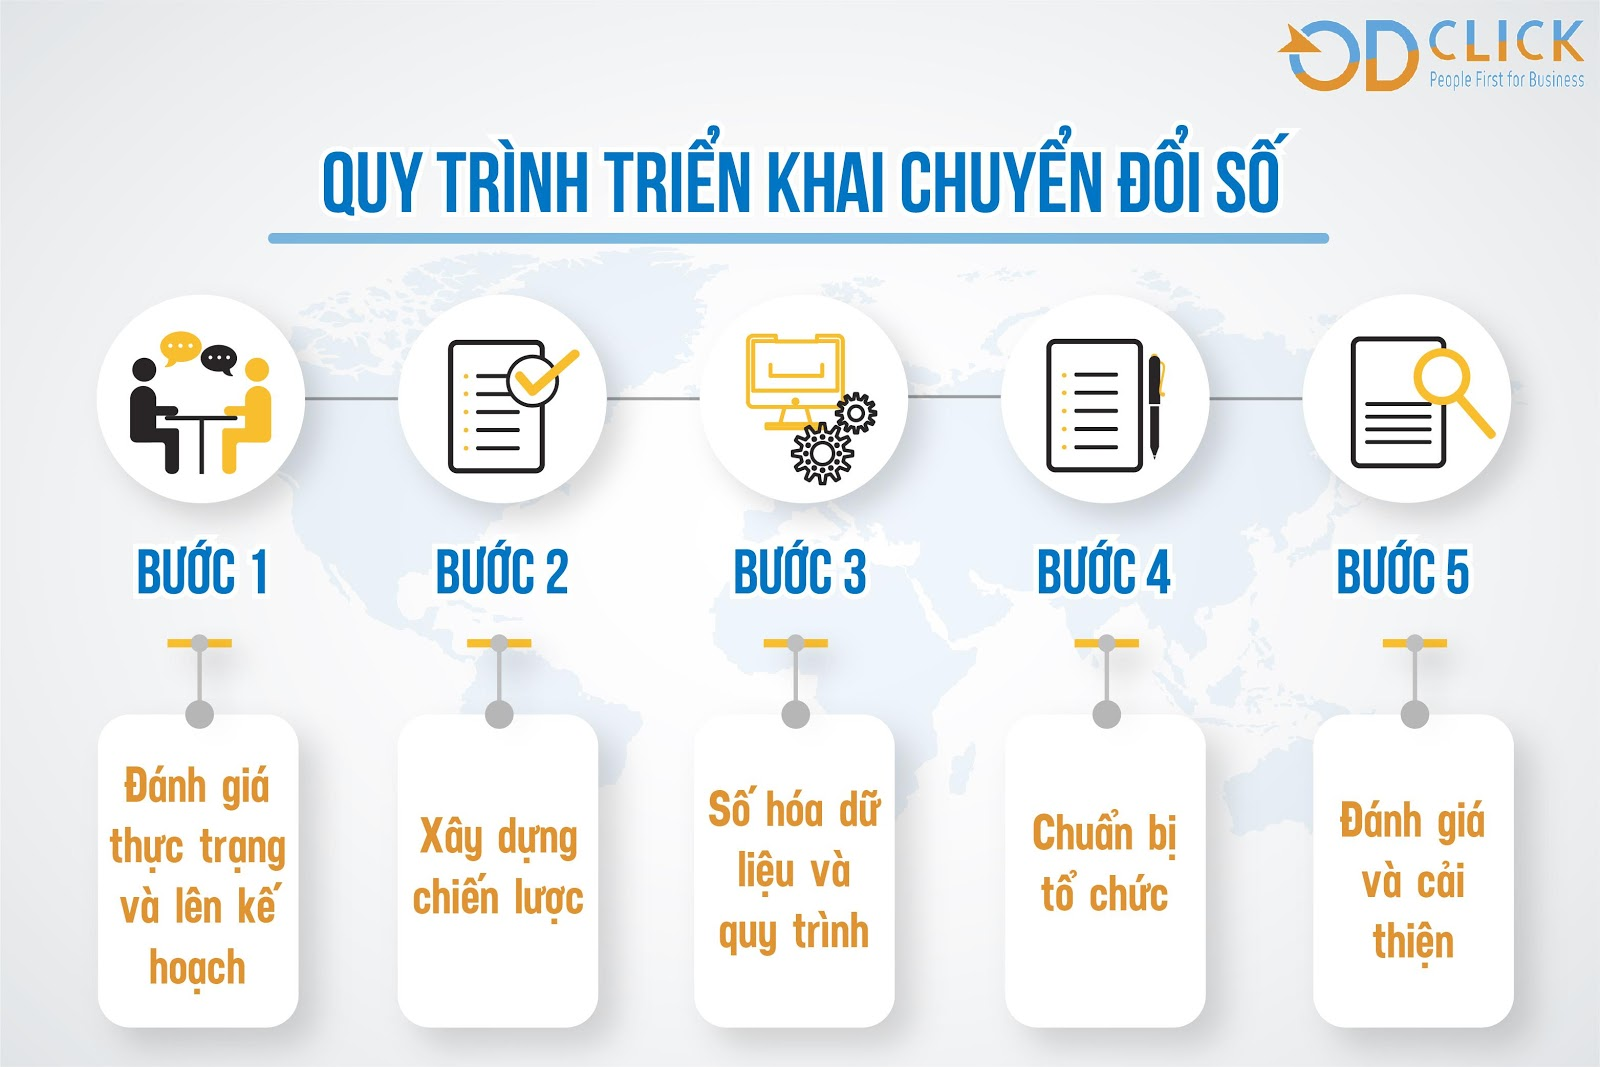 OD CLICK
People First for Business
QUY TRÌNH TRIỂN KHAI CHUYỂN ĐỔI SỐ
BƯỚC 1
BƯỚC 2
BƯỚC 3
BƯỚC 4
BƯỚC 5
Đánh giá
thực trạng
và lên kế
hoạch
Xây dựng
chiến lược
Số hóa dữ
liệu và
quy trình
Chuẩn bị
tổ chức
Đánh giá
và cải
thiện